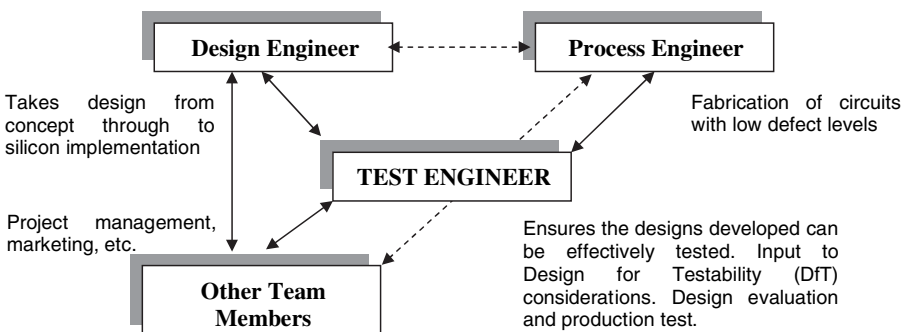 Design Engineer
Process Engineer
Takes design from
concept through to
silicon implementation
Fabrication of circuits
with low defect levels
TEST ENGINEER
Project management,
marketing, etc.
Ensures the designs developed can
be effectively tested. Input to
Design for Testability (DfT)
considerations. Design evaluation
and production test.
Other Team
Members